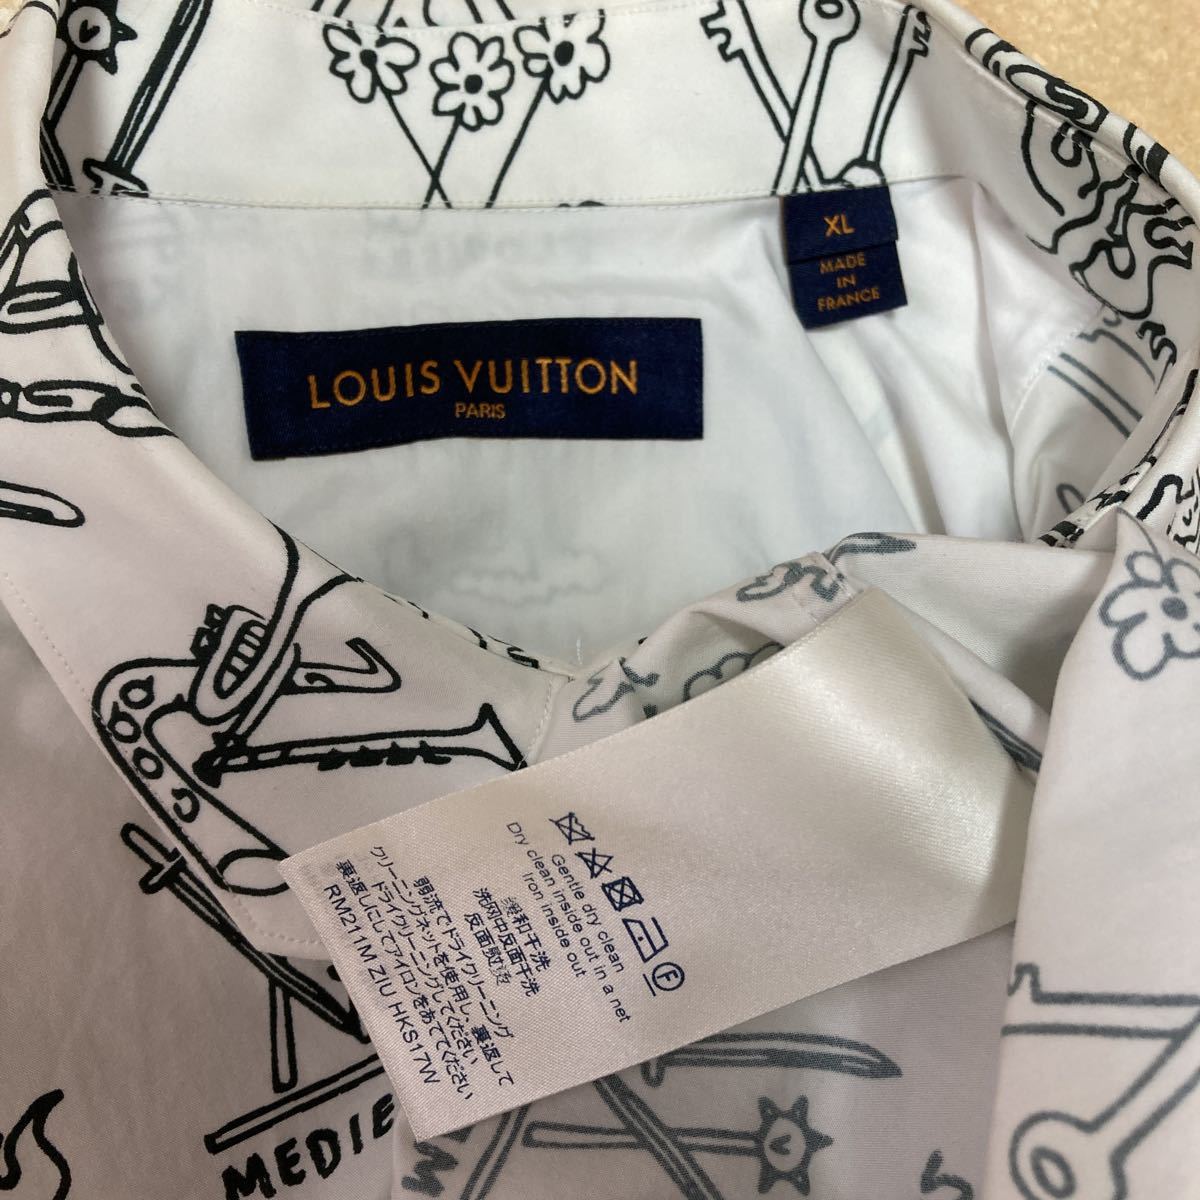 XL
MADE
IN
FRANCE
LOUIS VUITTON
PARIS
F
Gentle dry clean
Dry clean inside out in a net
Iron inside out
缓和干洗
洗网中反面干洗
反面熨烫
弱流でドライクリーニング
クリーニングネットを使用し、裏返して
ドライクリーニングしてください
裏返しにしてアイロンをあててください
RM211M ZIU HKS17W
MEDIE